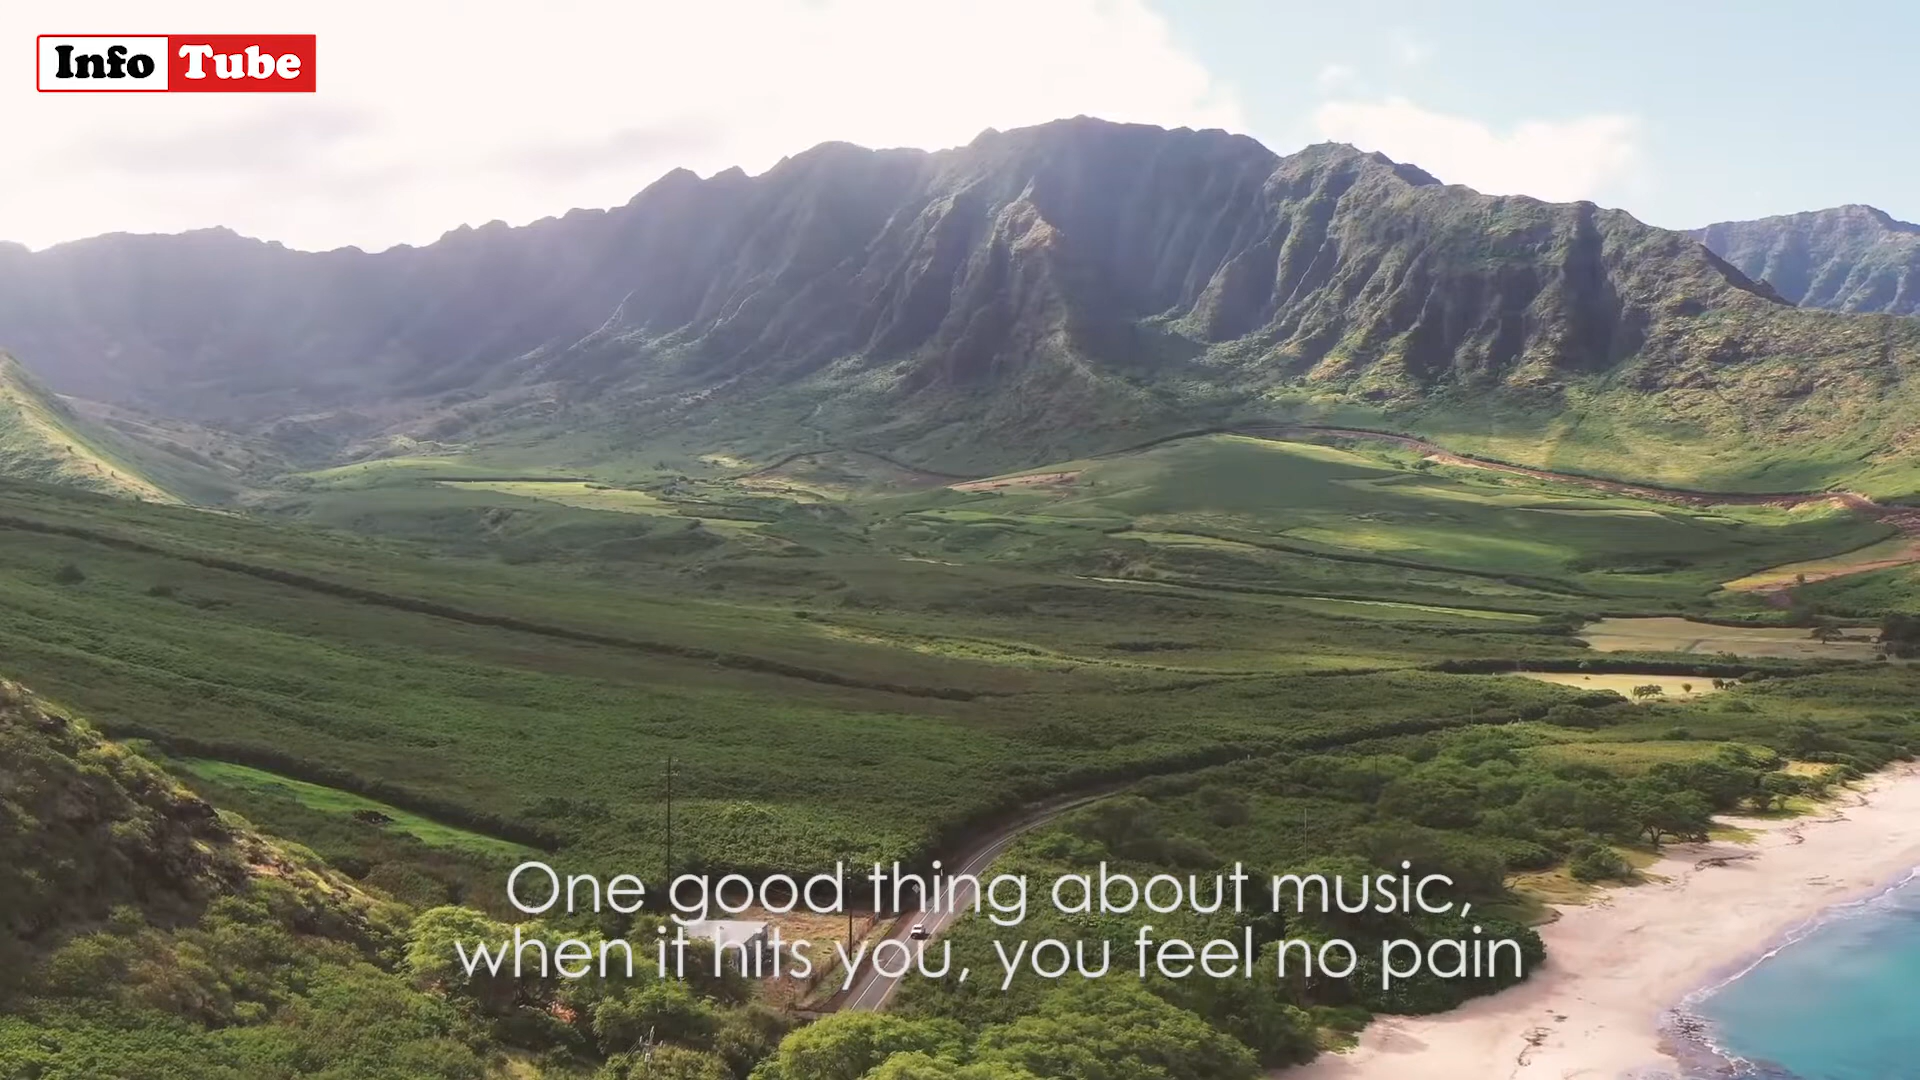 Info Tube
One good thing about music,
when it hits you, you feel no pain